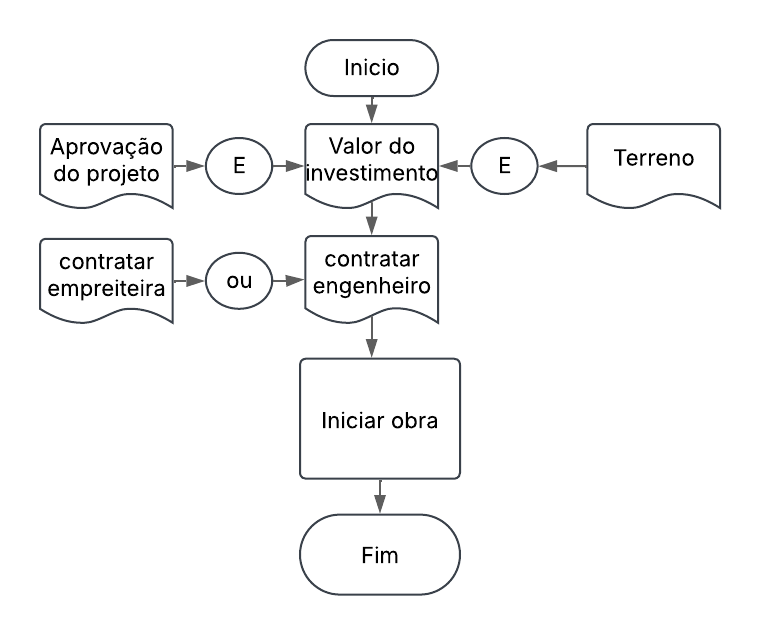 Inicio
Aprovação
do projeto
E
Valor do
investimento
E
Terreno
contratar
empreiteira
ou
contratar
engenheiro
Iniciar obra
Fim